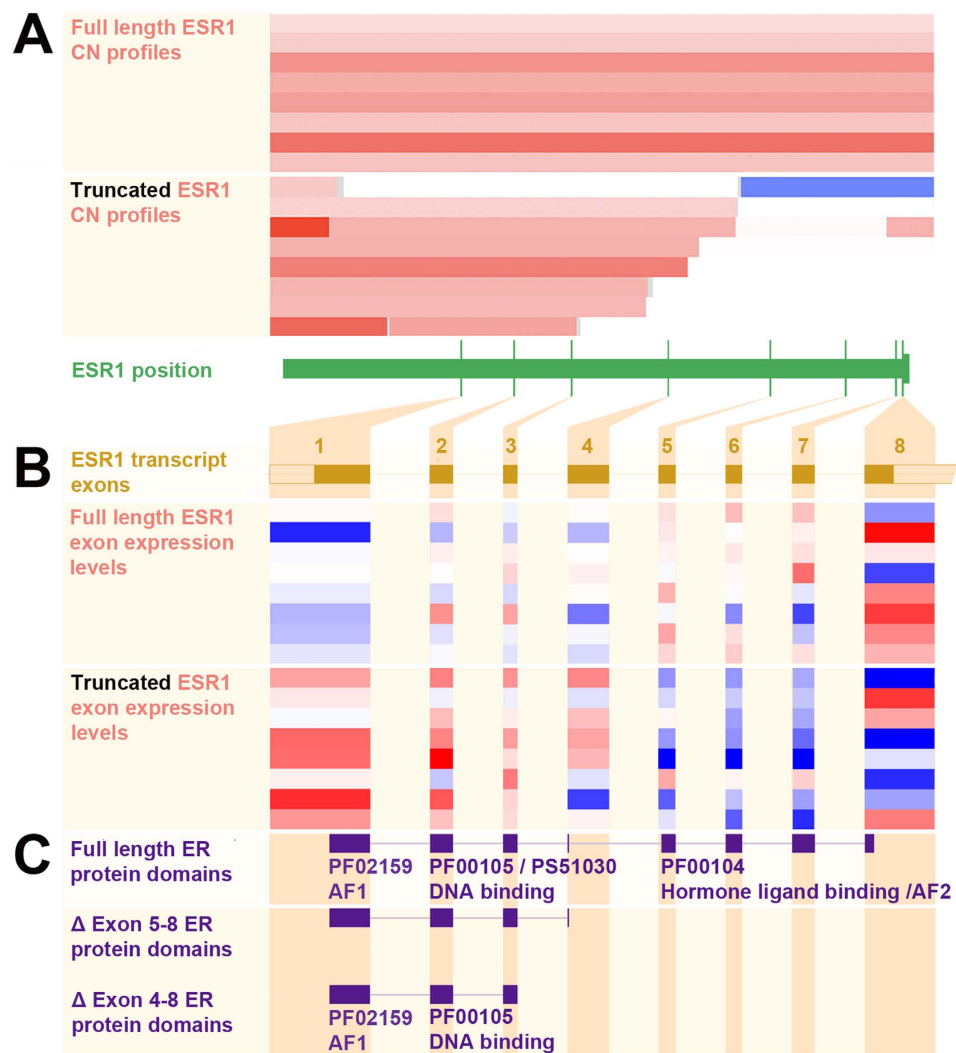 A
Full length ESR1
CN profiles
Truncated ESR1
CN profiles
ESR1 position
B
1 2 3 4 5 6 7 8
ESR1 transcript
exons
Full length ESR1
exon expression
levels
Truncated ESR1
exon expression
levels
C
Full length ER
protein domains
PF02159
AF1
PF00105 / PS51030
DNA binding
PF00104
Hormone ligand binding /AF2
Δ Exon 5-8 ER
protein domains
Δ Exon 4-8 ER
protein domains
PF02159
AF1
PF00105
DNA binding